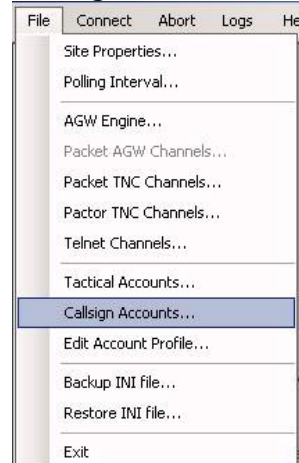 File Connect Abort Logs He
Site Properties...
Polling Interval...
AGW Engine...
Packet AGW Channels...
Packet TNC Channels...
Pactor TNC Channels...
Telnet Channels...
Tactical Accounts...
Callsign Accounts...
Edit Account Profile...
Backup INI file...
Restore INI file...
Exit